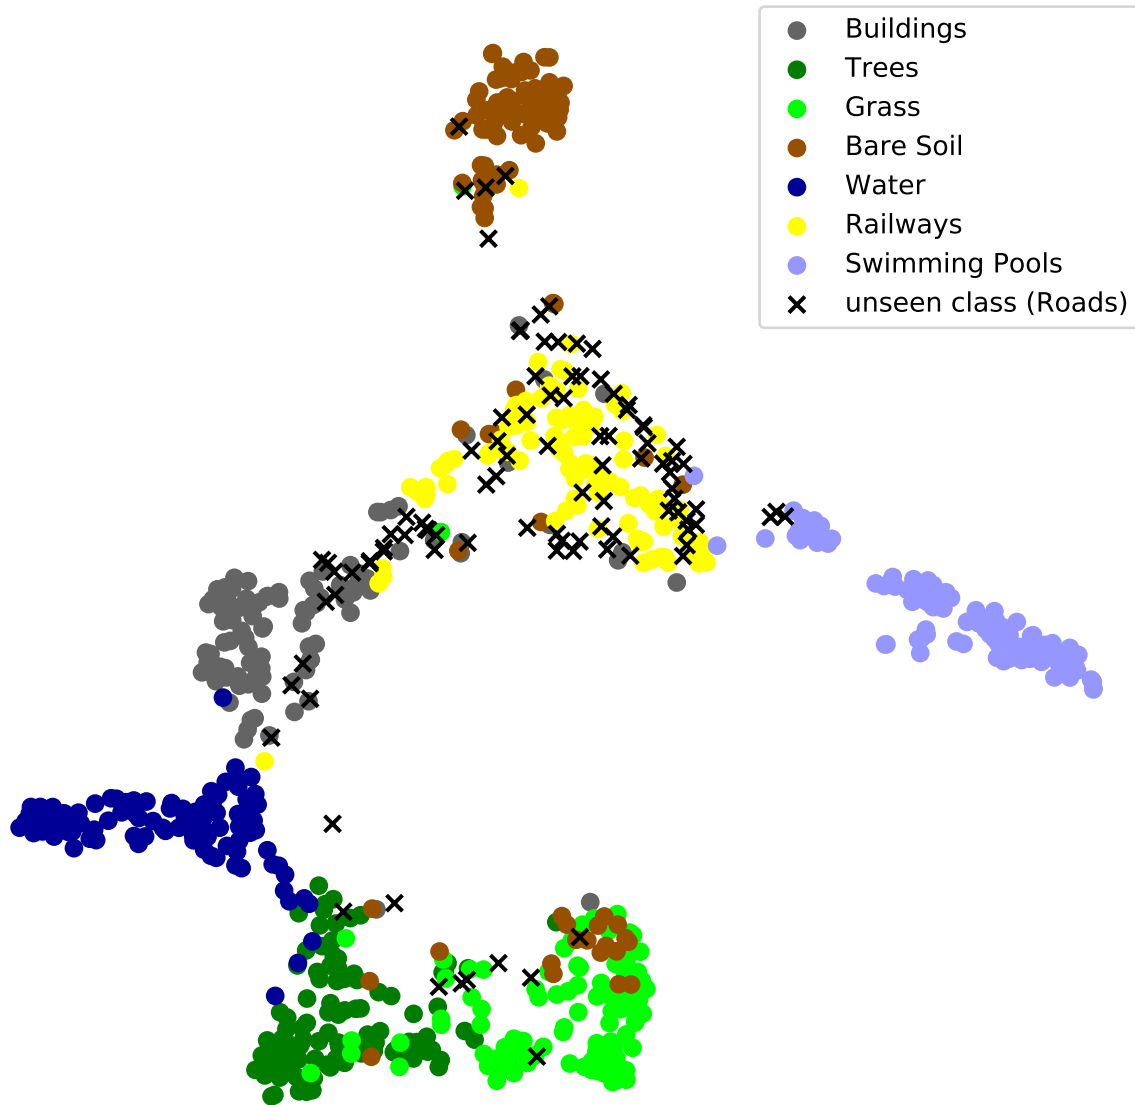 Buildings
Trees
Grass
Bare Soil
Water
Railways
Swimming Pools
unseen class (Roads)